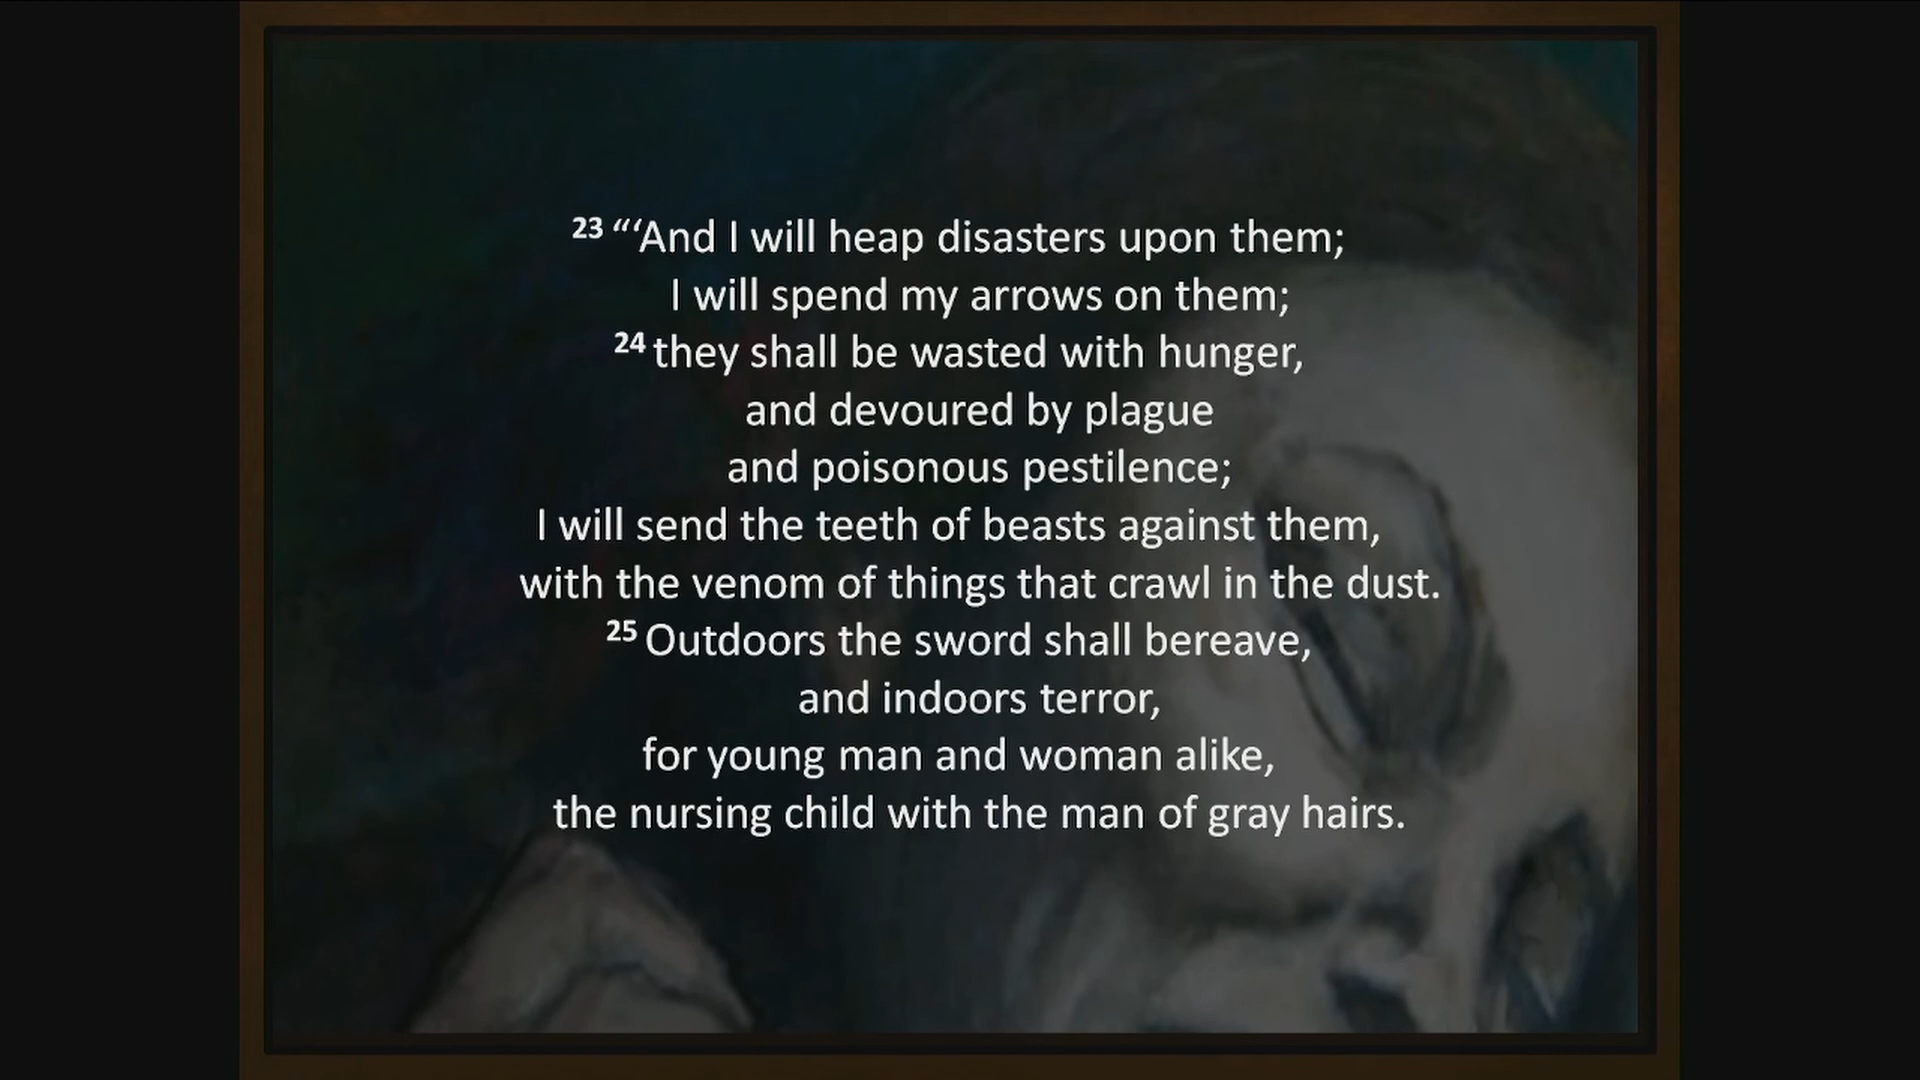 23 “‘And I will heap disasters upon them;
I will spend my arrows on them;
24 they shall be wasted with hunger,
and devoured by plague
and poisonous pestilence;
I will send the teeth of beasts against them,
with the venom of things that crawl in the dust.
25 Outdoors the sword shall bereave,
and indoors terror,
for young man and woman alike,
the nursing child with the man of gray hairs.